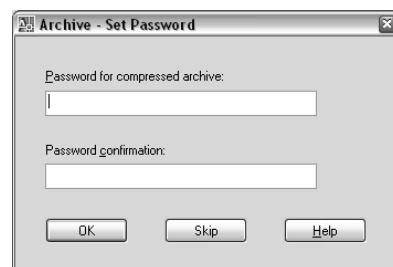 Archive - Set Password
Password for compressed archive:
Password confirmation:
OK Skip Help